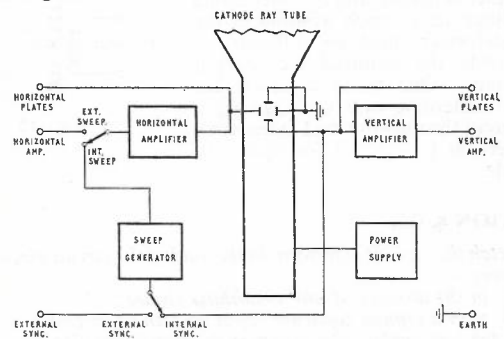 CATHODE RAY TUBE
HORIZONTAL
PLATES
VERTICAL
PLATES
EXT.
SWEEP.
HORIZONTAL
AMP.
INT.
SWEEP
HORIZONTAL
AMPLIFIER
VERTICAL
AMPLIFIER
VERTICAL
AMP.
SWEEP
GENERATOR
POWER
SUPPLY
EXTERNAL
SYNC.
EXTERNAL
SYNC.
INTERNAL
SYNC.
EARTH